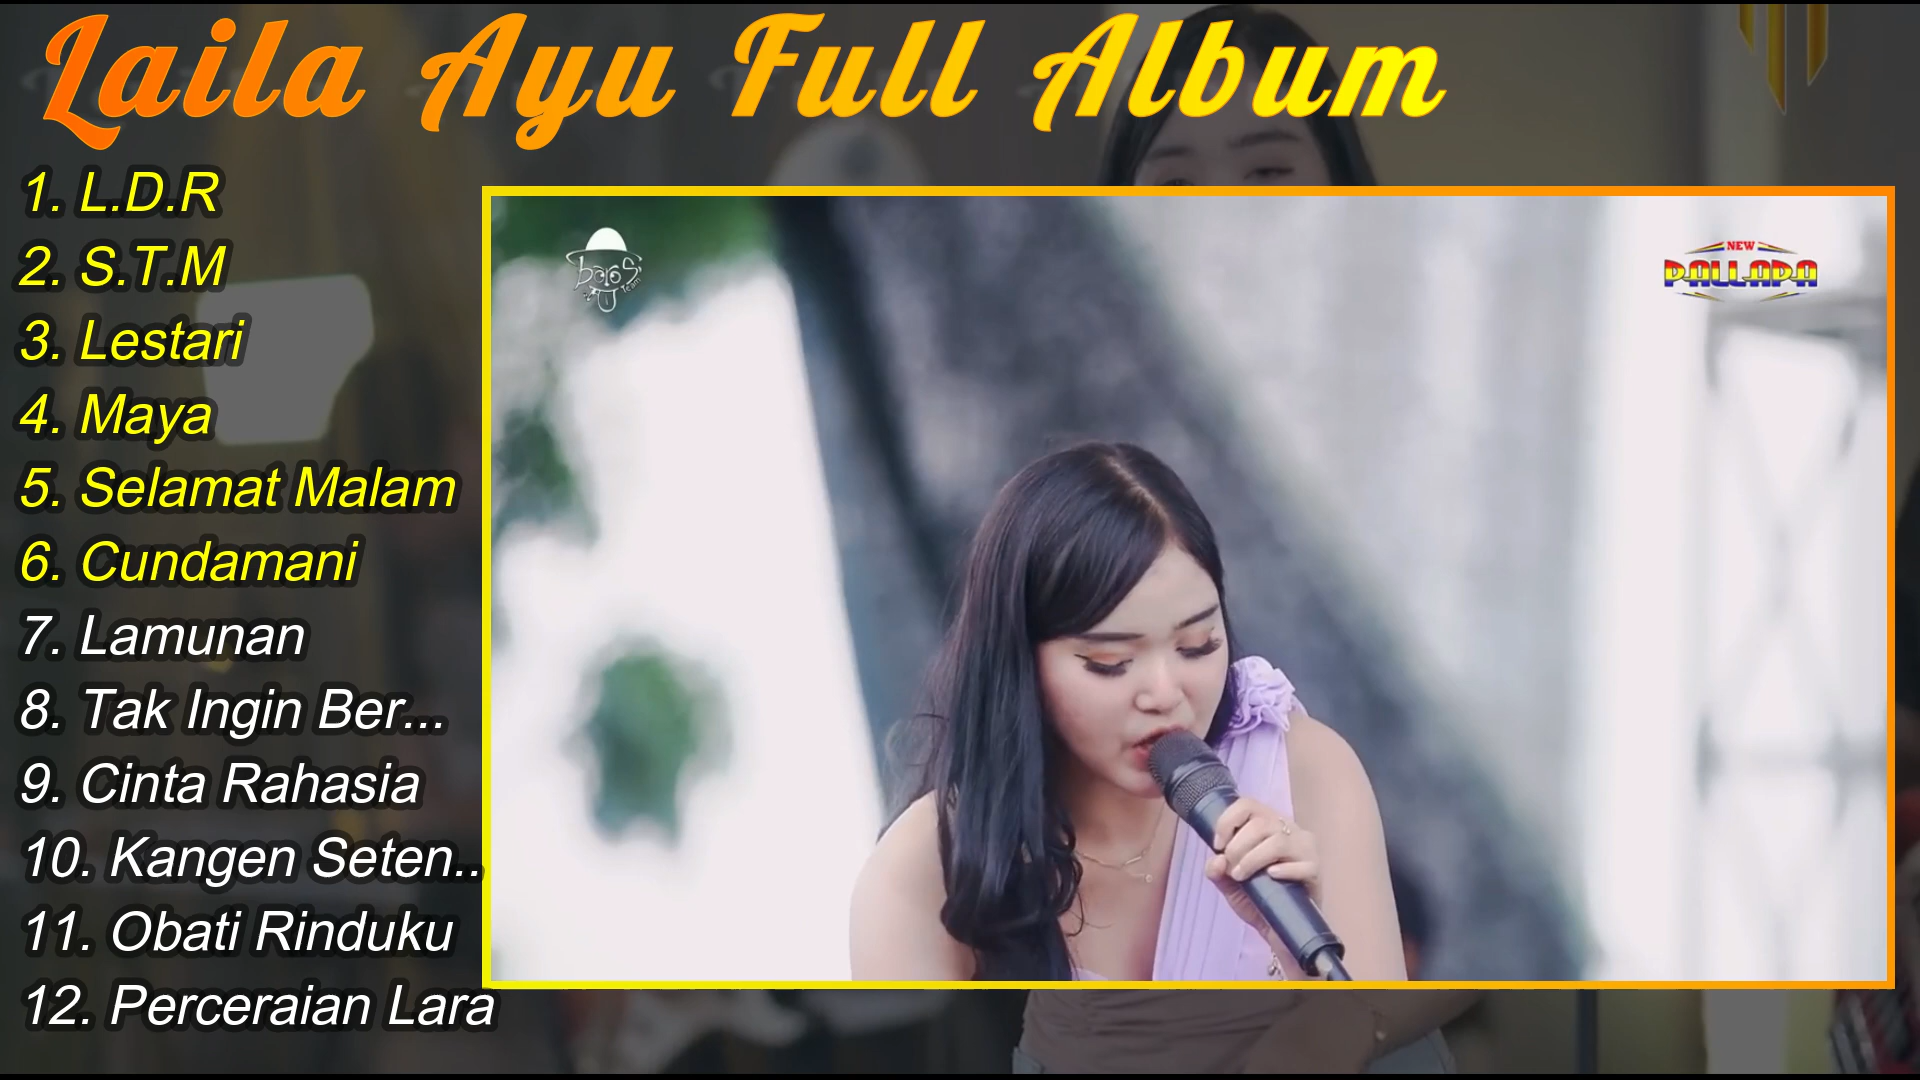 Laila Ayu Full Album
1. L.D.R
2. S.T.M
3. Lestari
4. Maya
5. Selamat Malam
6. Cundamani
7. Lamunan
8. Tak Ingin Ber...
9. Cinta Rahasia
10. Kangen Seten..
11. Obati Rinduku
12. Perceraian Lara
NEW
PALLAPA
Team